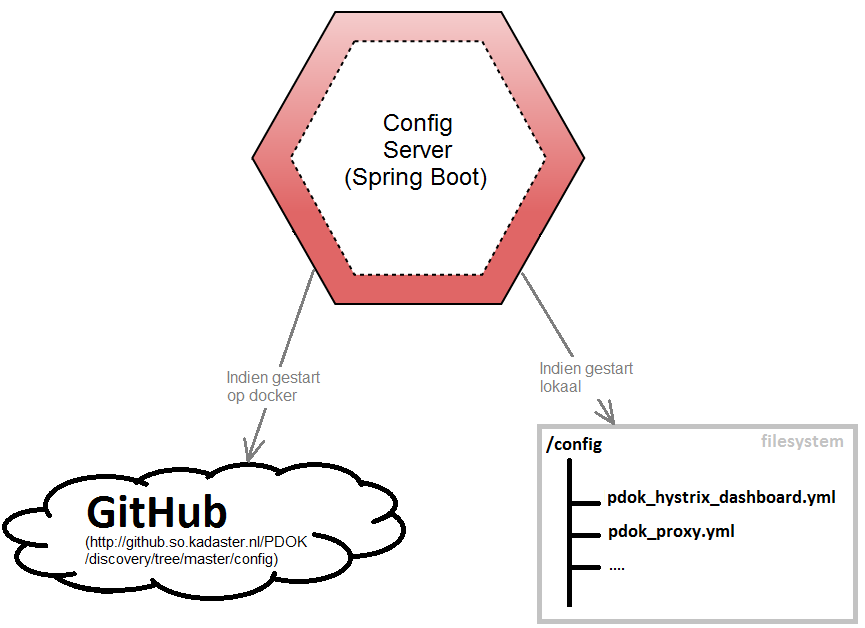 Config
Server
(Spring Boot)
Indien gestart
op docker
Indien gestart
lokaal
GitHub
(http://github.so.kadaster.nl/PDOK
/discovery/tree/master/config)
/config
filesystem
pdok_hystrix_dashboard.yml
pdok_proxy.yml
....